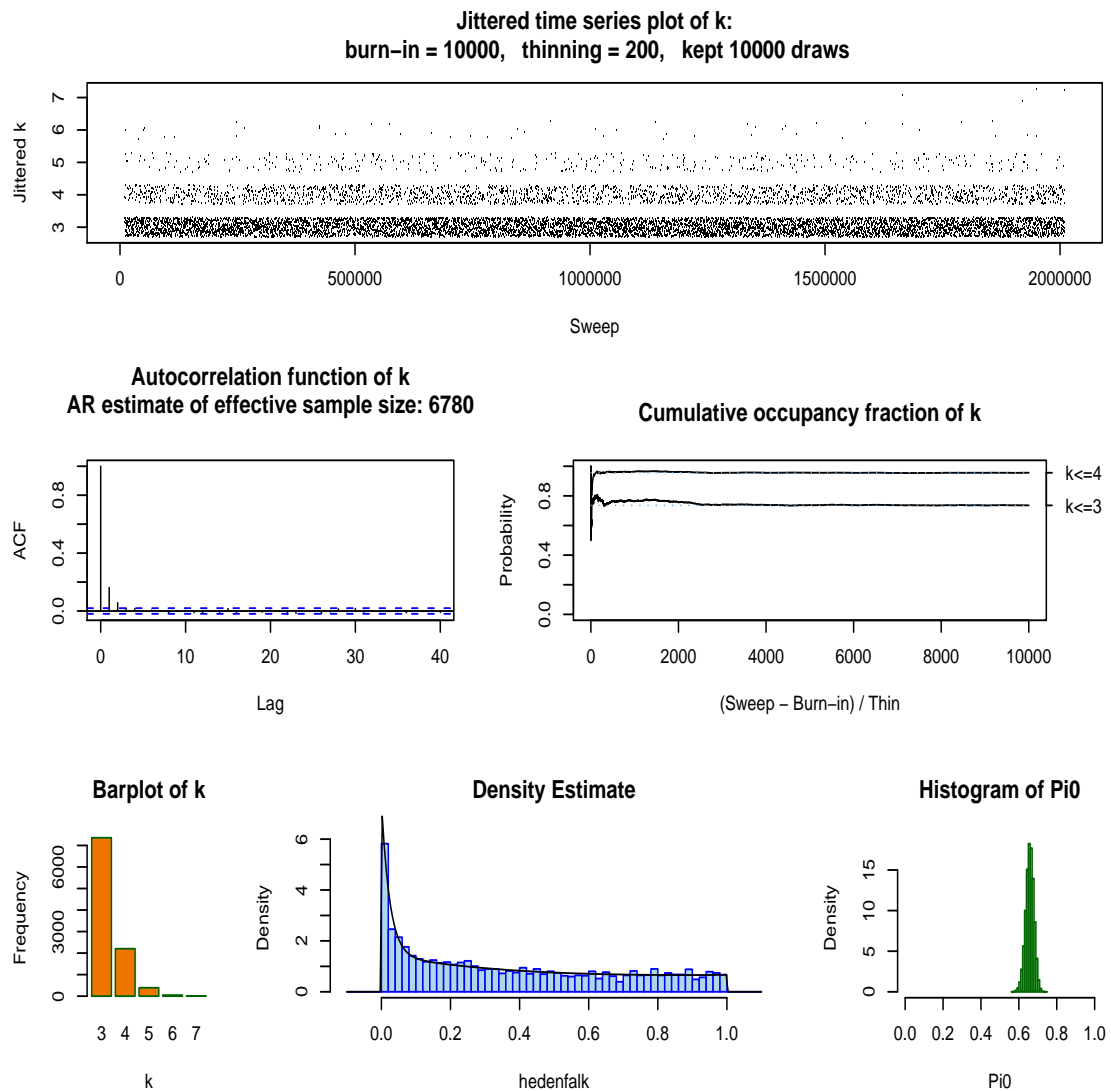 Jittered time series plot of k:
burn−in = 10000,   thinning = 200,   kept 10000 draws
Jittered k
7
6
5
4
3
0
500000
1000000
1500000
2000000
Sweep
Autocorrelation function of k
AR estimate of effective sample size: 6780
ACF
0.8
0.4
0.0
0
10
20
30
40
Lag
Cumulative occupancy fraction of k
Probability
0.8
0.4
0.0
k<=4
k<=3
0
2000
4000
6000
8000
10000
(Sweep − Burn−in) / Thin
Barplot of k
Frequency
6000
3000
0
3
4
5
6
7
k
Density Estimate
Density
6
4
2
0
0.0
0.2
0.4
0.6
0.8
1.0
hedenfalk
Histogram of Pi0
Density
15
10
5
0
0.0
0.2
0.4
0.6
0.8
1.0
Pi0